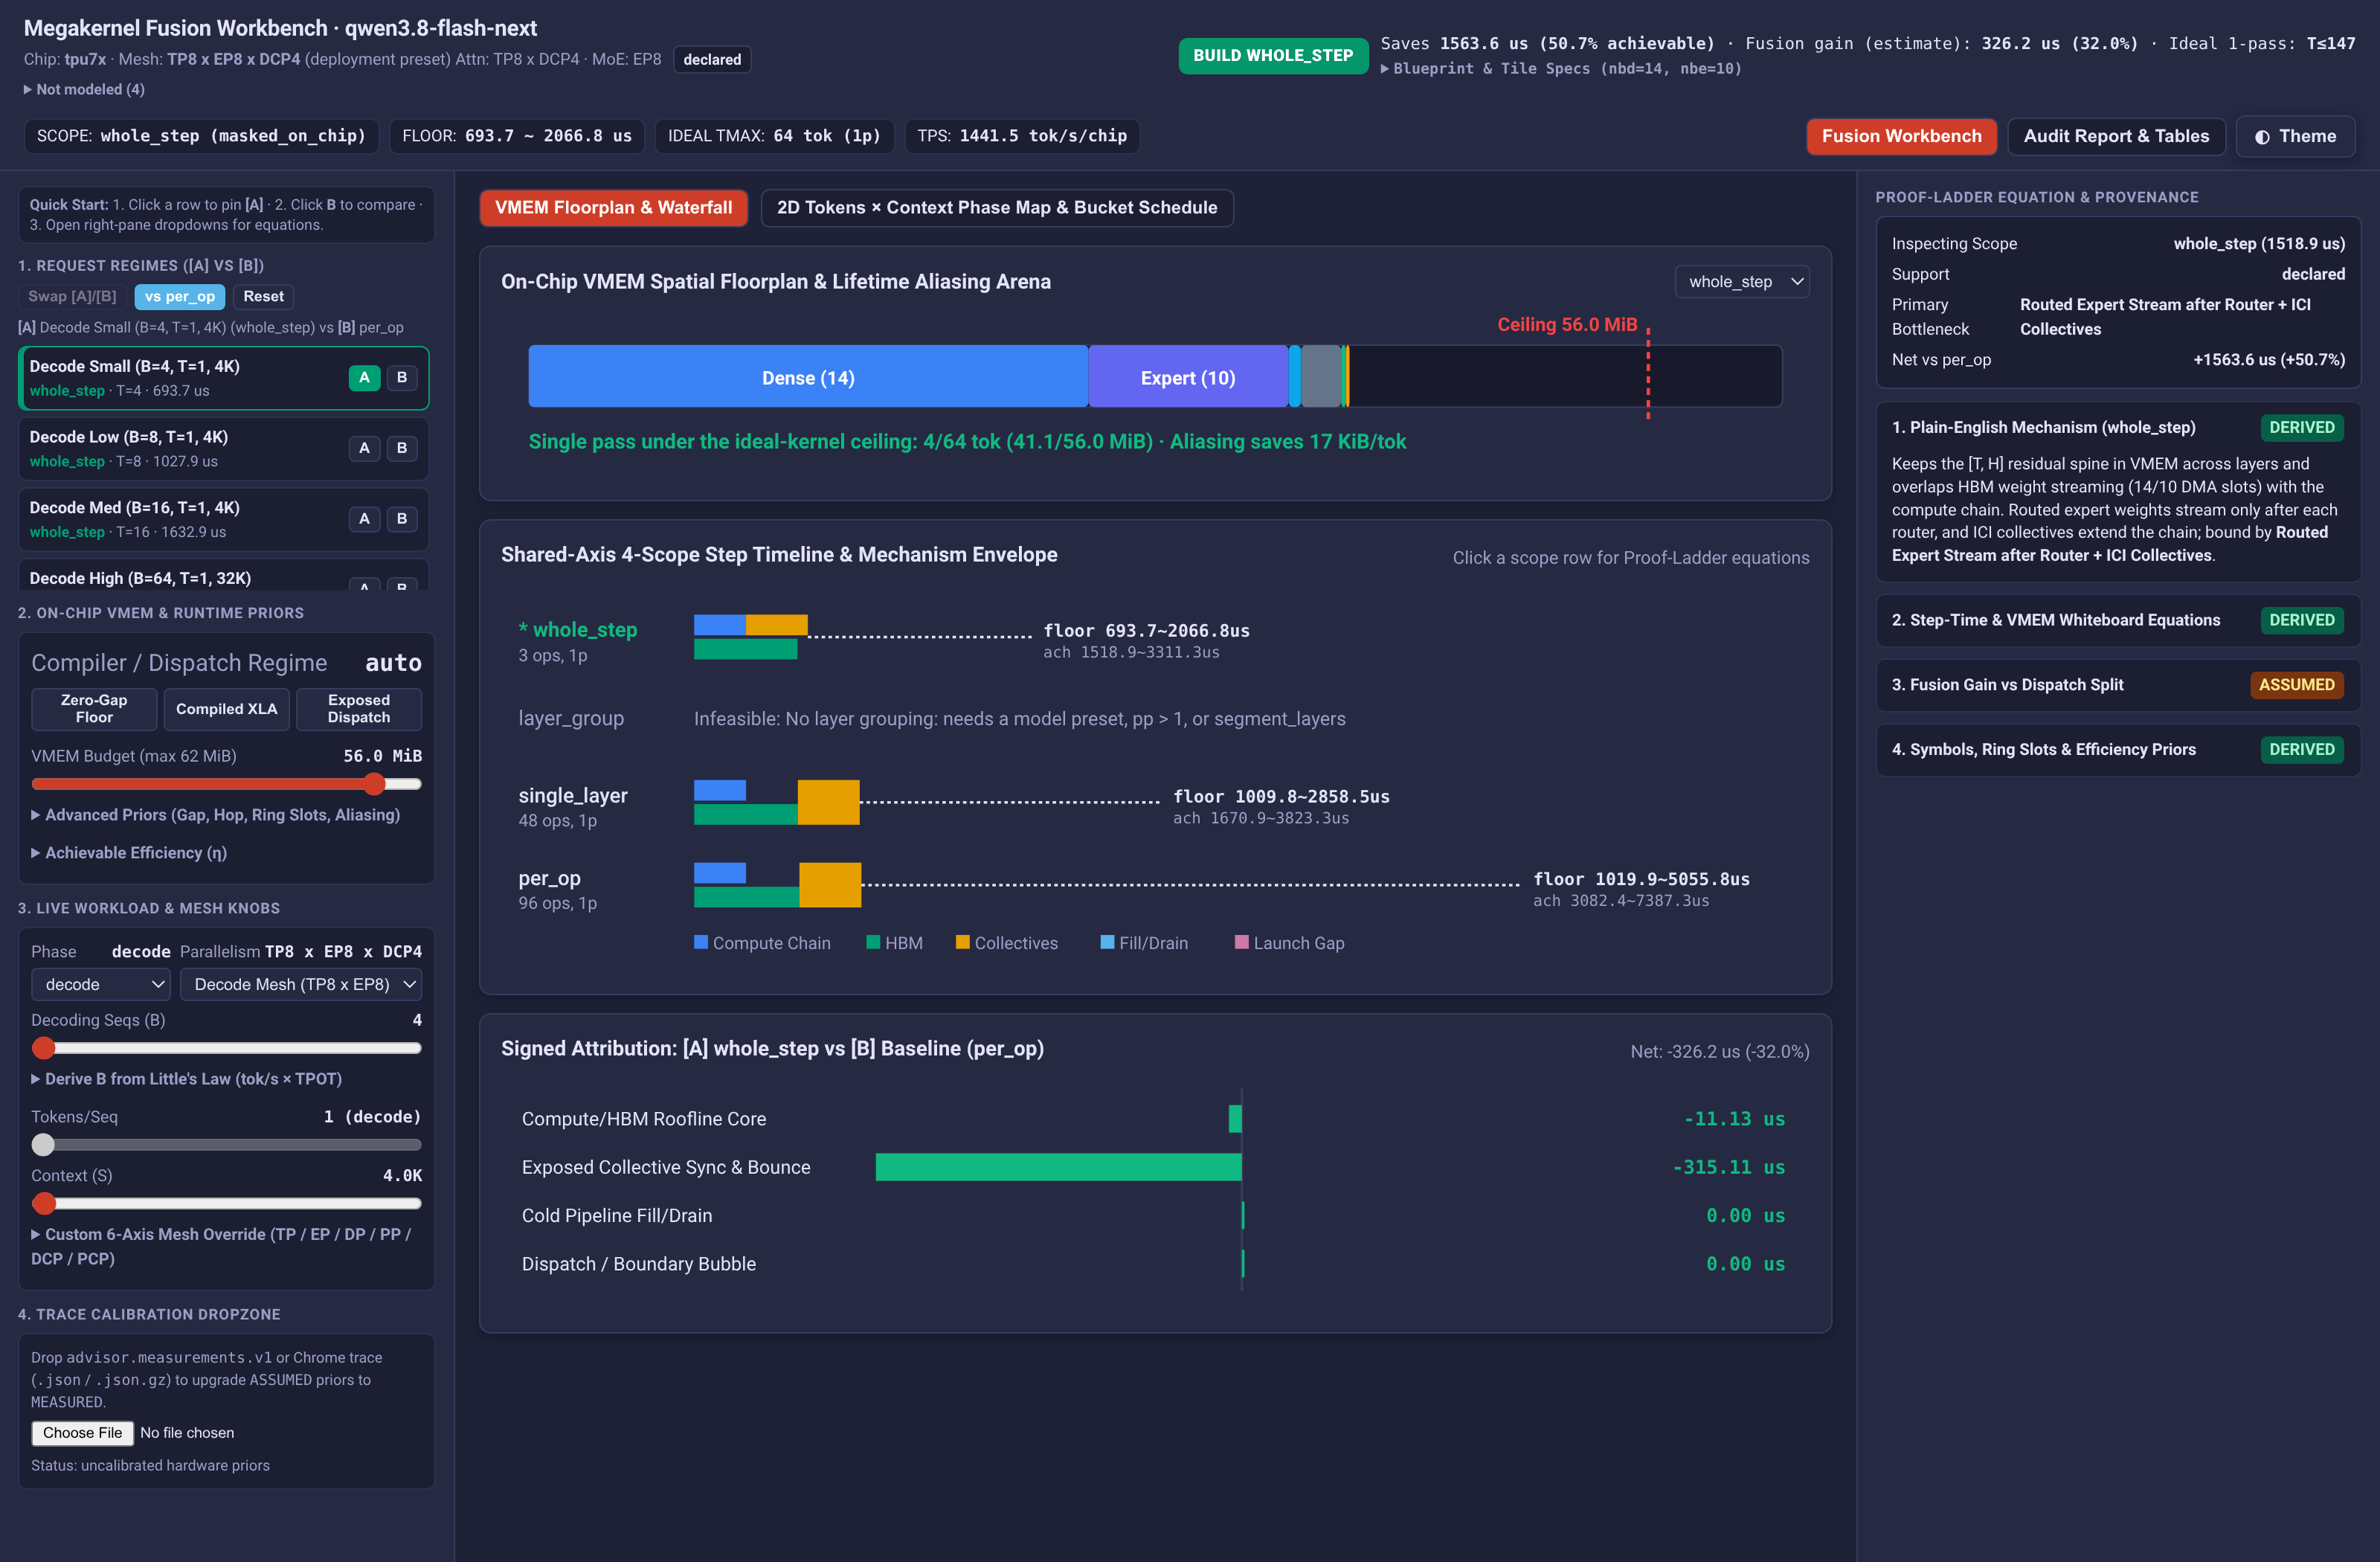 Megakernel Fusion Workbench · qwen3.8-flash-next
Chip: tpu7x · Mesh: TP8 x EP8 x DCP4 (deployment preset) Attn: TP8 x DCP4 · MoE: EP8 declared
▶ Not modeled (4)
BUILD WHOLE_STEP
Saves 1563.6 us (50.7% achievable) · Fusion gain (estimate): 326.2 us (32.0%) · Ideal 1-pass: T≤147
▶ Blueprint & Tile Specs (nbd=14, nbe=10)
SCOPE: whole_step (masked_on_chip)
FLOOR: 693.7 ~ 2066.8 us
IDEAL TMAX: 64 tok (1p)
TPS: 1441.5 tok/s/chip
Fusion Workbench
Audit Report & Tables
◐ Theme
Quick Start: 1. Click a row to pin [A] · 2. Click B to compare ·
3. Open right-pane dropdowns for equations.
1. REQUEST REGIMES ([A] VS [B])
Swap [A]/[B]
vs per_op
Reset
[A] Decode Small (B=4, T=1, 4K) (whole_step) vs [B] per_op
Decode Small (B=4, T=1, 4K)
whole_step · T=4 · 693.7 us
A B
Decode Low (B=8, T=1, 4K)
whole_step · T=8 · 1027.9 us
A B
Decode Med (B=16, T=1, 4K)
whole_step · T=16 · 1632.9 us
A B
Decode High (B=64, T=1, 32K)
A B
2. ON-CHIP VMEM & RUNTIME PRIORS
Compiler / Dispatch Regime auto
Zero-Gap
Floor
Compiled XLA
Exposed
Dispatch
VMEM Budget (max 62 MiB) 56.0 MiB
▶ Advanced Priors (Gap, Hop, Ring Slots, Aliasing)
▶ Achievable Efficiency (η)
3. LIVE WORKLOAD & MESH KNOBS
Phase decode
Parallelism TP8 x EP8 x DCP4
decode
Decode Mesh (TP8 x EP8)
Decoding Seqs (B) 4
▶ Derive B from Little's Law (tok/s × TPOT)
Tokens/Seq 1 (decode)
Context (S) 4.0K
▶ Custom 6-Axis Mesh Override (TP / EP / DP / PP /
DCP / PCP)
4. TRACE CALIBRATION DROPZONE
Drop advisor.measurements.v1 or Chrome trace
(.json / .json.gz) to upgrade ASSUMED priors to
MEASURED.
Choose File No file chosen
Status: uncalibrated hardware priors
VMEM Floorplan & Waterfall
2D Tokens × Context Phase Map & Bucket Schedule
On-Chip VMEM Spatial Floorplan & Lifetime Aliasing Arena
whole_step
Ceiling 56.0 MiB
Dense (14)
Expert (10)
Single pass under the ideal-kernel ceiling: 4/64 tok (41.1/56.0 MiB) · Aliasing saves 17 KiB/tok
Shared-Axis 4-Scope Step Timeline & Mechanism Envelope
Click a scope row for Proof-Ladder equations
* whole_step
3 ops, 1p
floor 693.7~2066.8us
ach 1518.9~3311.3us
layer_group
Infeasible: No layer grouping: needs a model preset, pp > 1, or segment_layers
single_layer
48 ops, 1p
floor 1009.8~2858.5us
ach 1670.9~3823.3us
per_op
96 ops, 1p
floor 1019.9~5055.8us
ach 3082.4~7387.3us
Compute Chain
HBM
Collectives
Fill/Drain
Launch Gap
Signed Attribution: [A] whole_step vs [B] Baseline (per_op)
Net: -326.2 us (-32.0%)
Compute/HBM Roofline Core -11.13 us
Exposed Collective Sync & Bounce -315.11 us
Cold Pipeline Fill/Drain 0.00 us
Dispatch / Boundary Bubble 0.00 us
PROOF-LADDER EQUATION & PROVENANCE
Inspecting Scope whole_step (1518.9 us)
Support declared
Primary
Bottleneck
Routed Expert Stream after Router + ICI
Collectives
Net vs per_op +1563.6 us (+50.7%)
1. Plain-English Mechanism (whole_step) DERIVED
Keeps the [T, H] residual spine in VMEM across layers and
overlaps HBM weight streaming (14/10 DMA slots) with the
compute chain. Routed expert weights stream only after each
router, and ICI collectives extend the chain; bound by Routed
Expert Stream after Router + ICI Collectives.
2. Step-Time & VMEM Whiteboard Equations DERIVED
3. Fusion Gain vs Dispatch Split ASSUMED
4. Symbols, Ring Slots & Efficiency Priors DERIVED